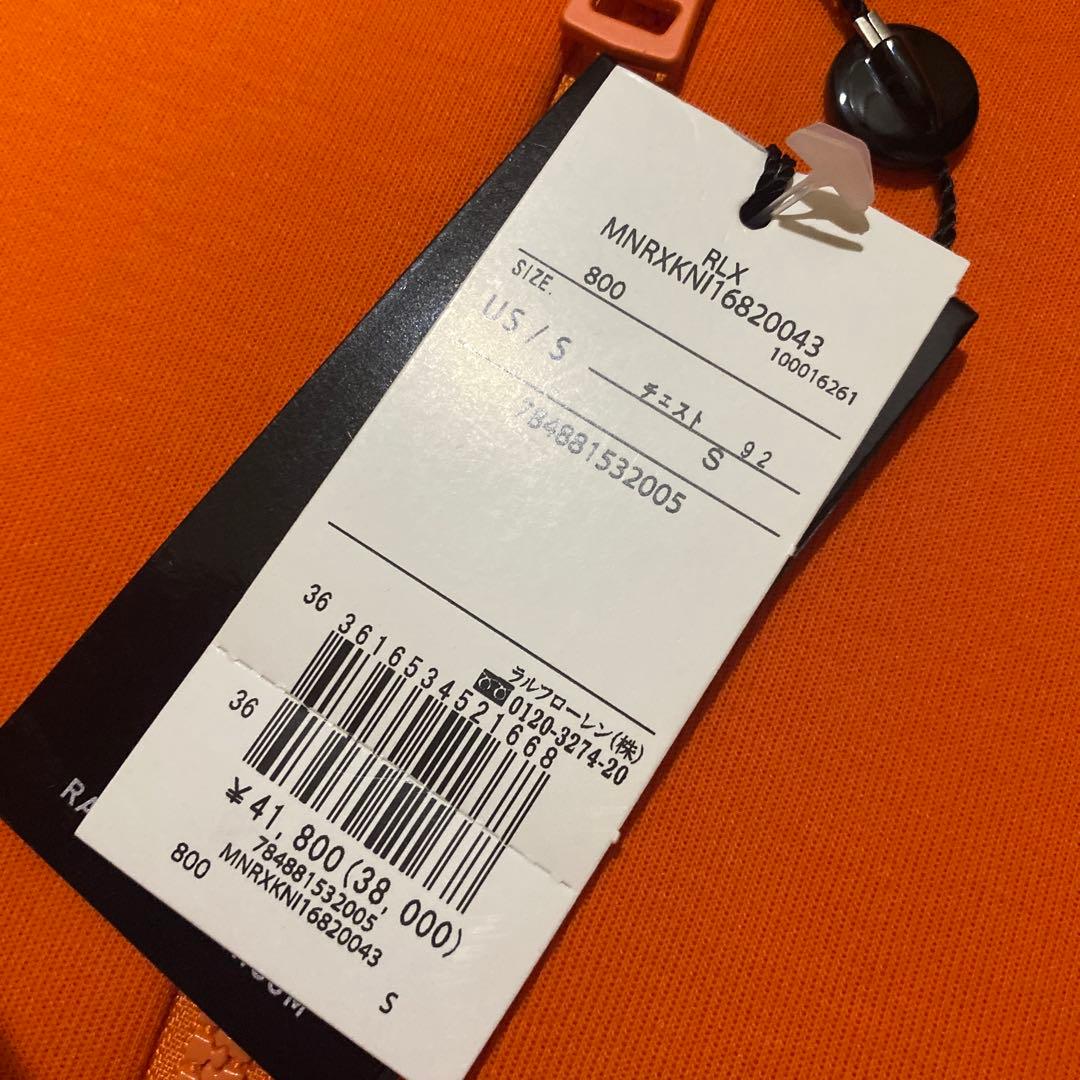 RLX
MNRXKNI16820043
800
100016261
SIZE.
US/S
チェスト 92
S
784881532005
36
3616534521668
ラルフローレン(株)
0120-3274-20
36
¥41,800(38,000)
784881532005
MNRXKNI16820043
800
S
RA